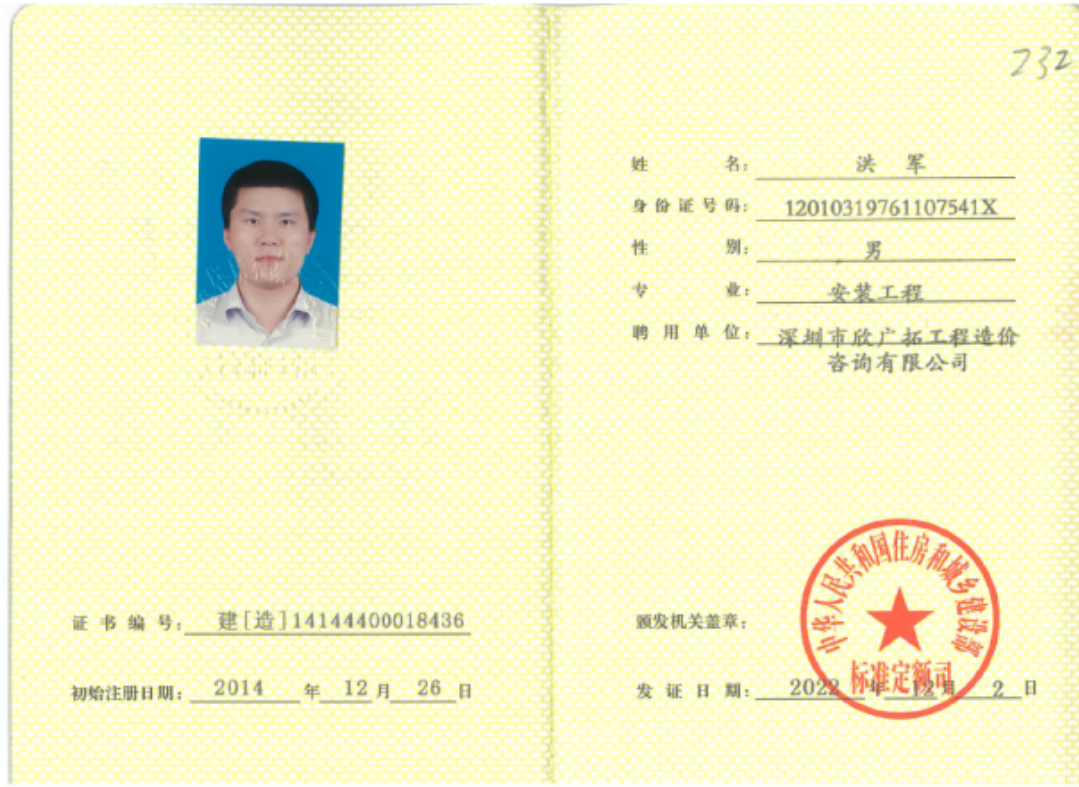 232
姓 名: 洪 军
身份证号码: 12010319761107541X
性 别: 男
专 业: 安装工程
聘用单位: 深圳市欣广拓工程造价
咨询有限公司
证书编号: 建[造]14144400018436
初始注册日期: 2014 年 12 月 26 日
颁发机关盖章:
中华人民共和国住房和城乡建设部
标准定额司
发证日期: 2022 年 12 月 2 日